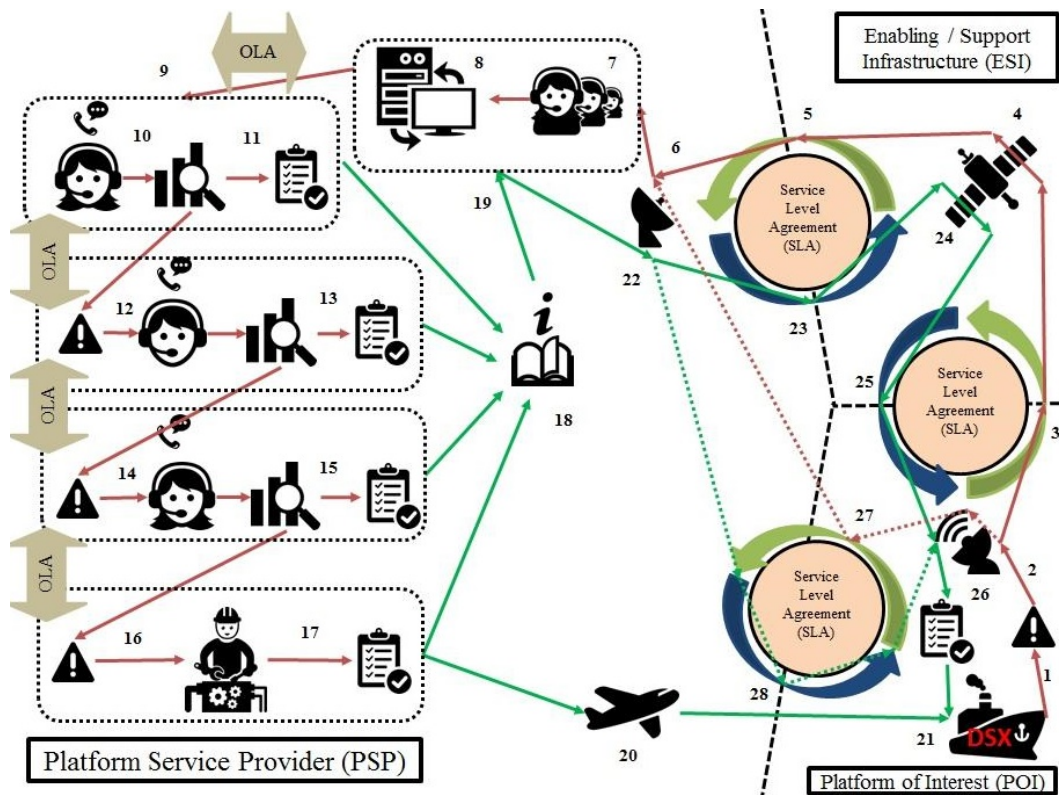 OLA
Enabling / Support
Infrastructure (ESI)
9
8
7
5
4
6
10
11
Service
Level
Agreement
(SLA)
OLA
19
24
22
12
13
23
i
OLA
25
Service
Level
Agreement
(SLA)
18
3
14
15
27
OLA
2
Service
Level
Agreement
(SLA)
26
16
17
1
28
20
21
DSX
Platform Service Provider (PSP)
Platform of Interest (POI)